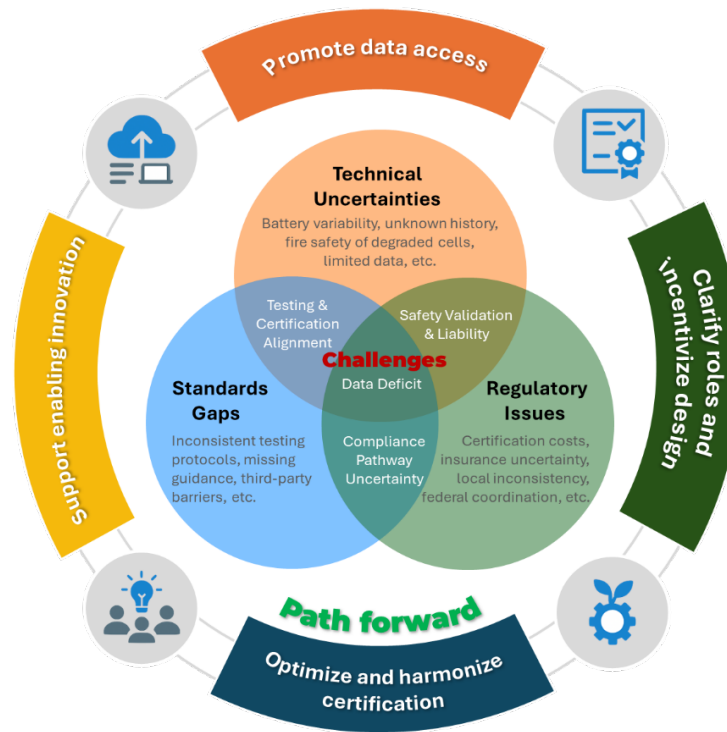 Promote data access
Technical
Uncertainties
Battery variability, unknown history,
fire safety of degraded cells,
limited data, etc.
Testing &
Certification
Alignment
Safety Validation
& Liability
Challenges
Data Deficit
Standards
Gaps
Inconsistent testing
protocols, missing
guidance, third-party
barriers, etc.
Compliance
Pathway
Uncertainty
Regulatory
Issues
Certification costs,
insurance uncertainty,
local inconsistency,
federal coordination, etc.
Support enabling innovation
Clarify roles and
incentivize design
Path forward
Optimize and harmonize
certification